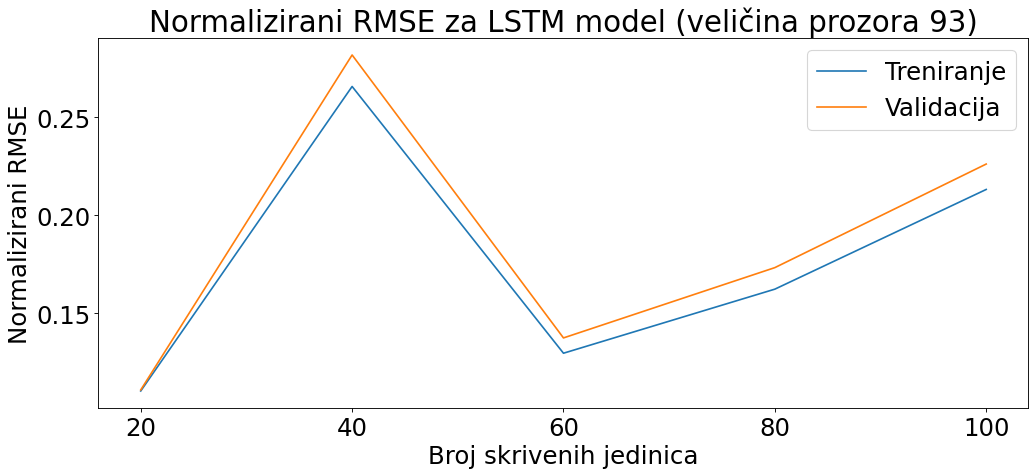 Normalizirani RMSE za LSTM model (veličina prozora 93)
Treniranje
Validacija
Normalizirani RMSE
0.25
0.20
0.15
20 40 60 80 100
Broj skrivenih jedinica